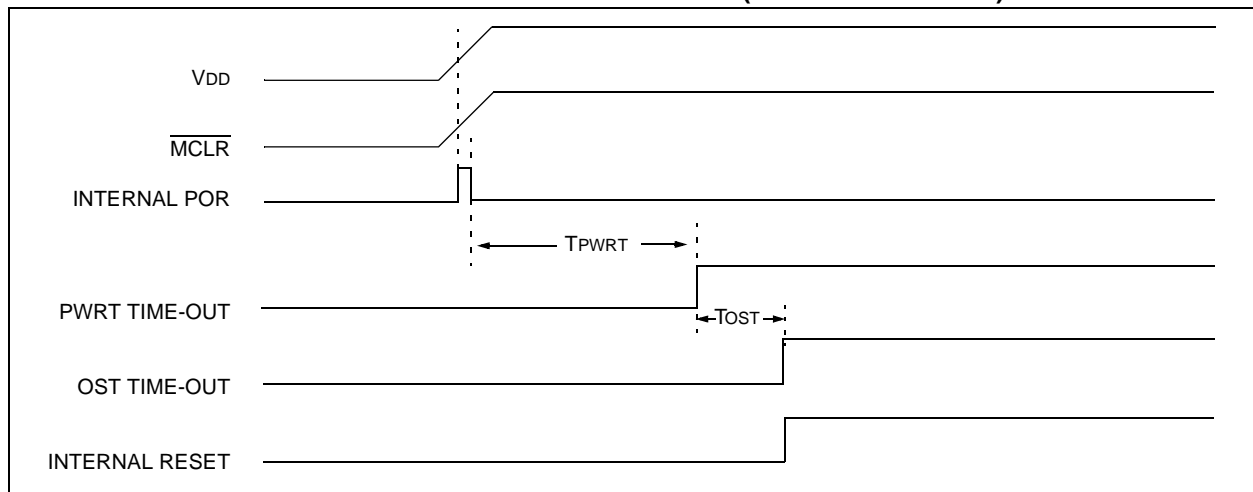 VDD
MCLR
INTERNAL POR
TPWRT
PWRT TIME-OUT
TOST
OST TIME-OUT
INTERNAL RESET